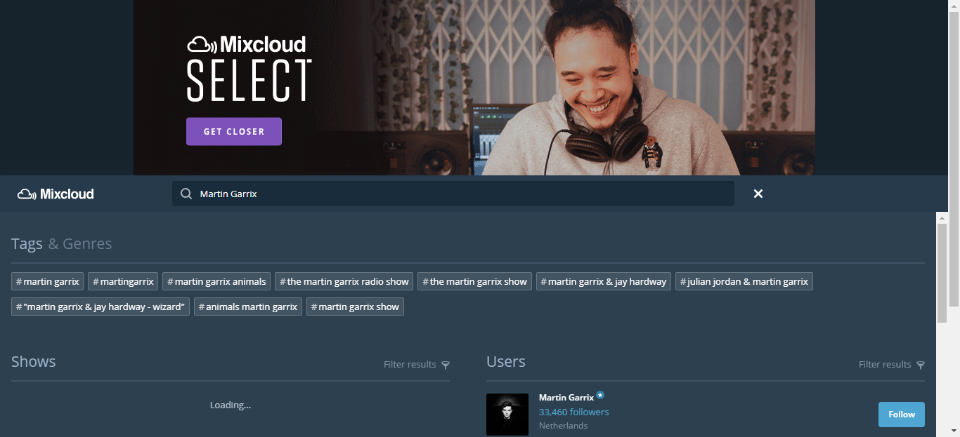 Mixcloud
SELECT
GET CLOSER
Mixcloud
Martin Garrix
Tags & Genres
#martin garrix #martingarrix #martin garrix animals #the martin garrix radio show #the martin garrix show #martin garrix & jay hardway #julian jordan & martin garrix
#"martin garrix & jay hardway - wizard" #animals martin garrix #martin garrix show
Shows Filter results
Loading...
Users Filter results
Martin Garrix
33,460 followers
Netherlands
Follow